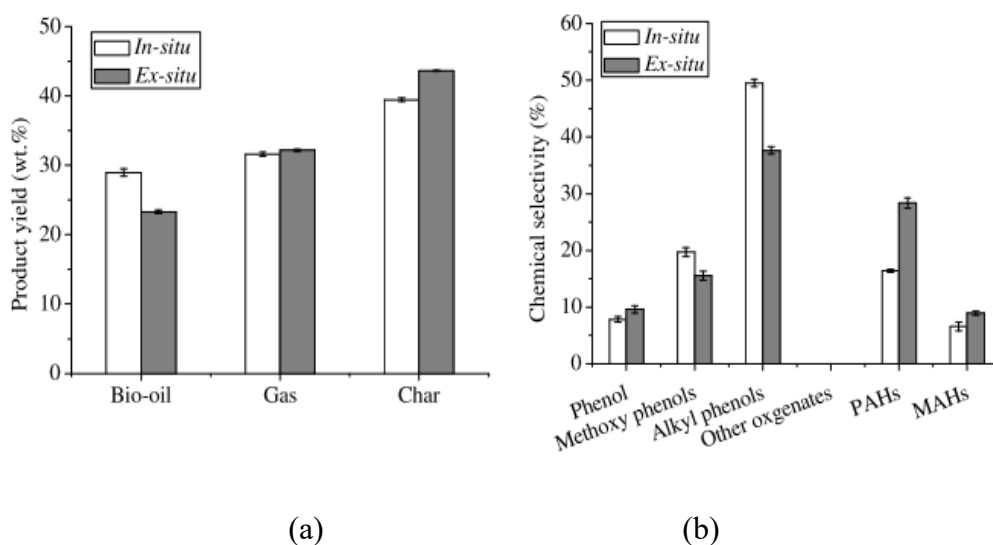 In-situ
Ex-situ
Product yield (wt.%)
50
40
30
20
10
0
Bio-oil Gas Char
(a)
In-situ
Ex-situ
Chemical selectivity (%)
60
50
40
30
20
10
0
Phenol
Methoxy phenols
Alkyl phenols
Other oxgenates
PAHs
MAHs
(b)